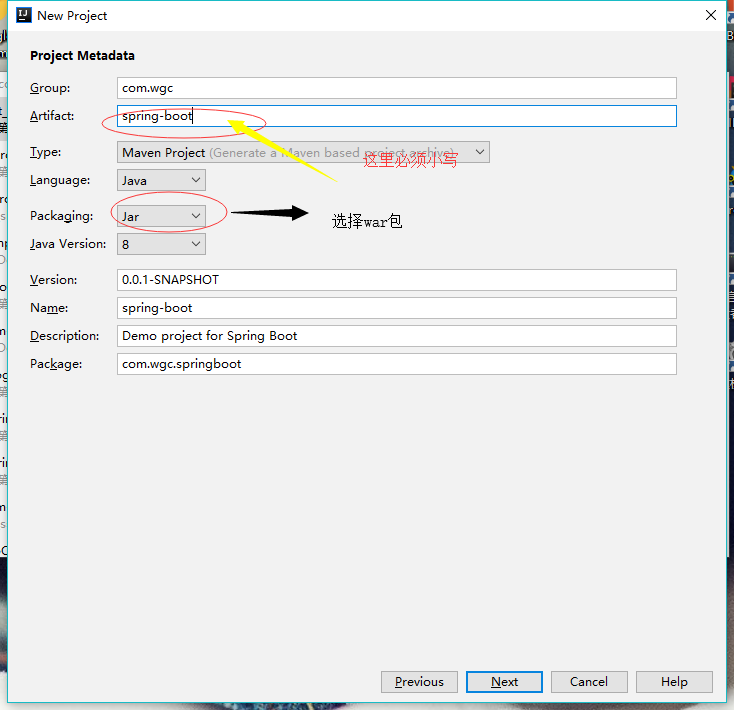 New Project
Project Metadata
Group: com.wgc
Artifact: spring-boot
Type: Maven Project (Generate a Maven based project archive)
这里必须小写
Language: Java
Packaging: Jar
选择war包
Java Version: 8
Version: 0.0.1-SNAPSHOT
Name: spring-boot
Description: Demo project for Spring Boot
Package: com.wgc.springboot
Previous Next Cancel Help